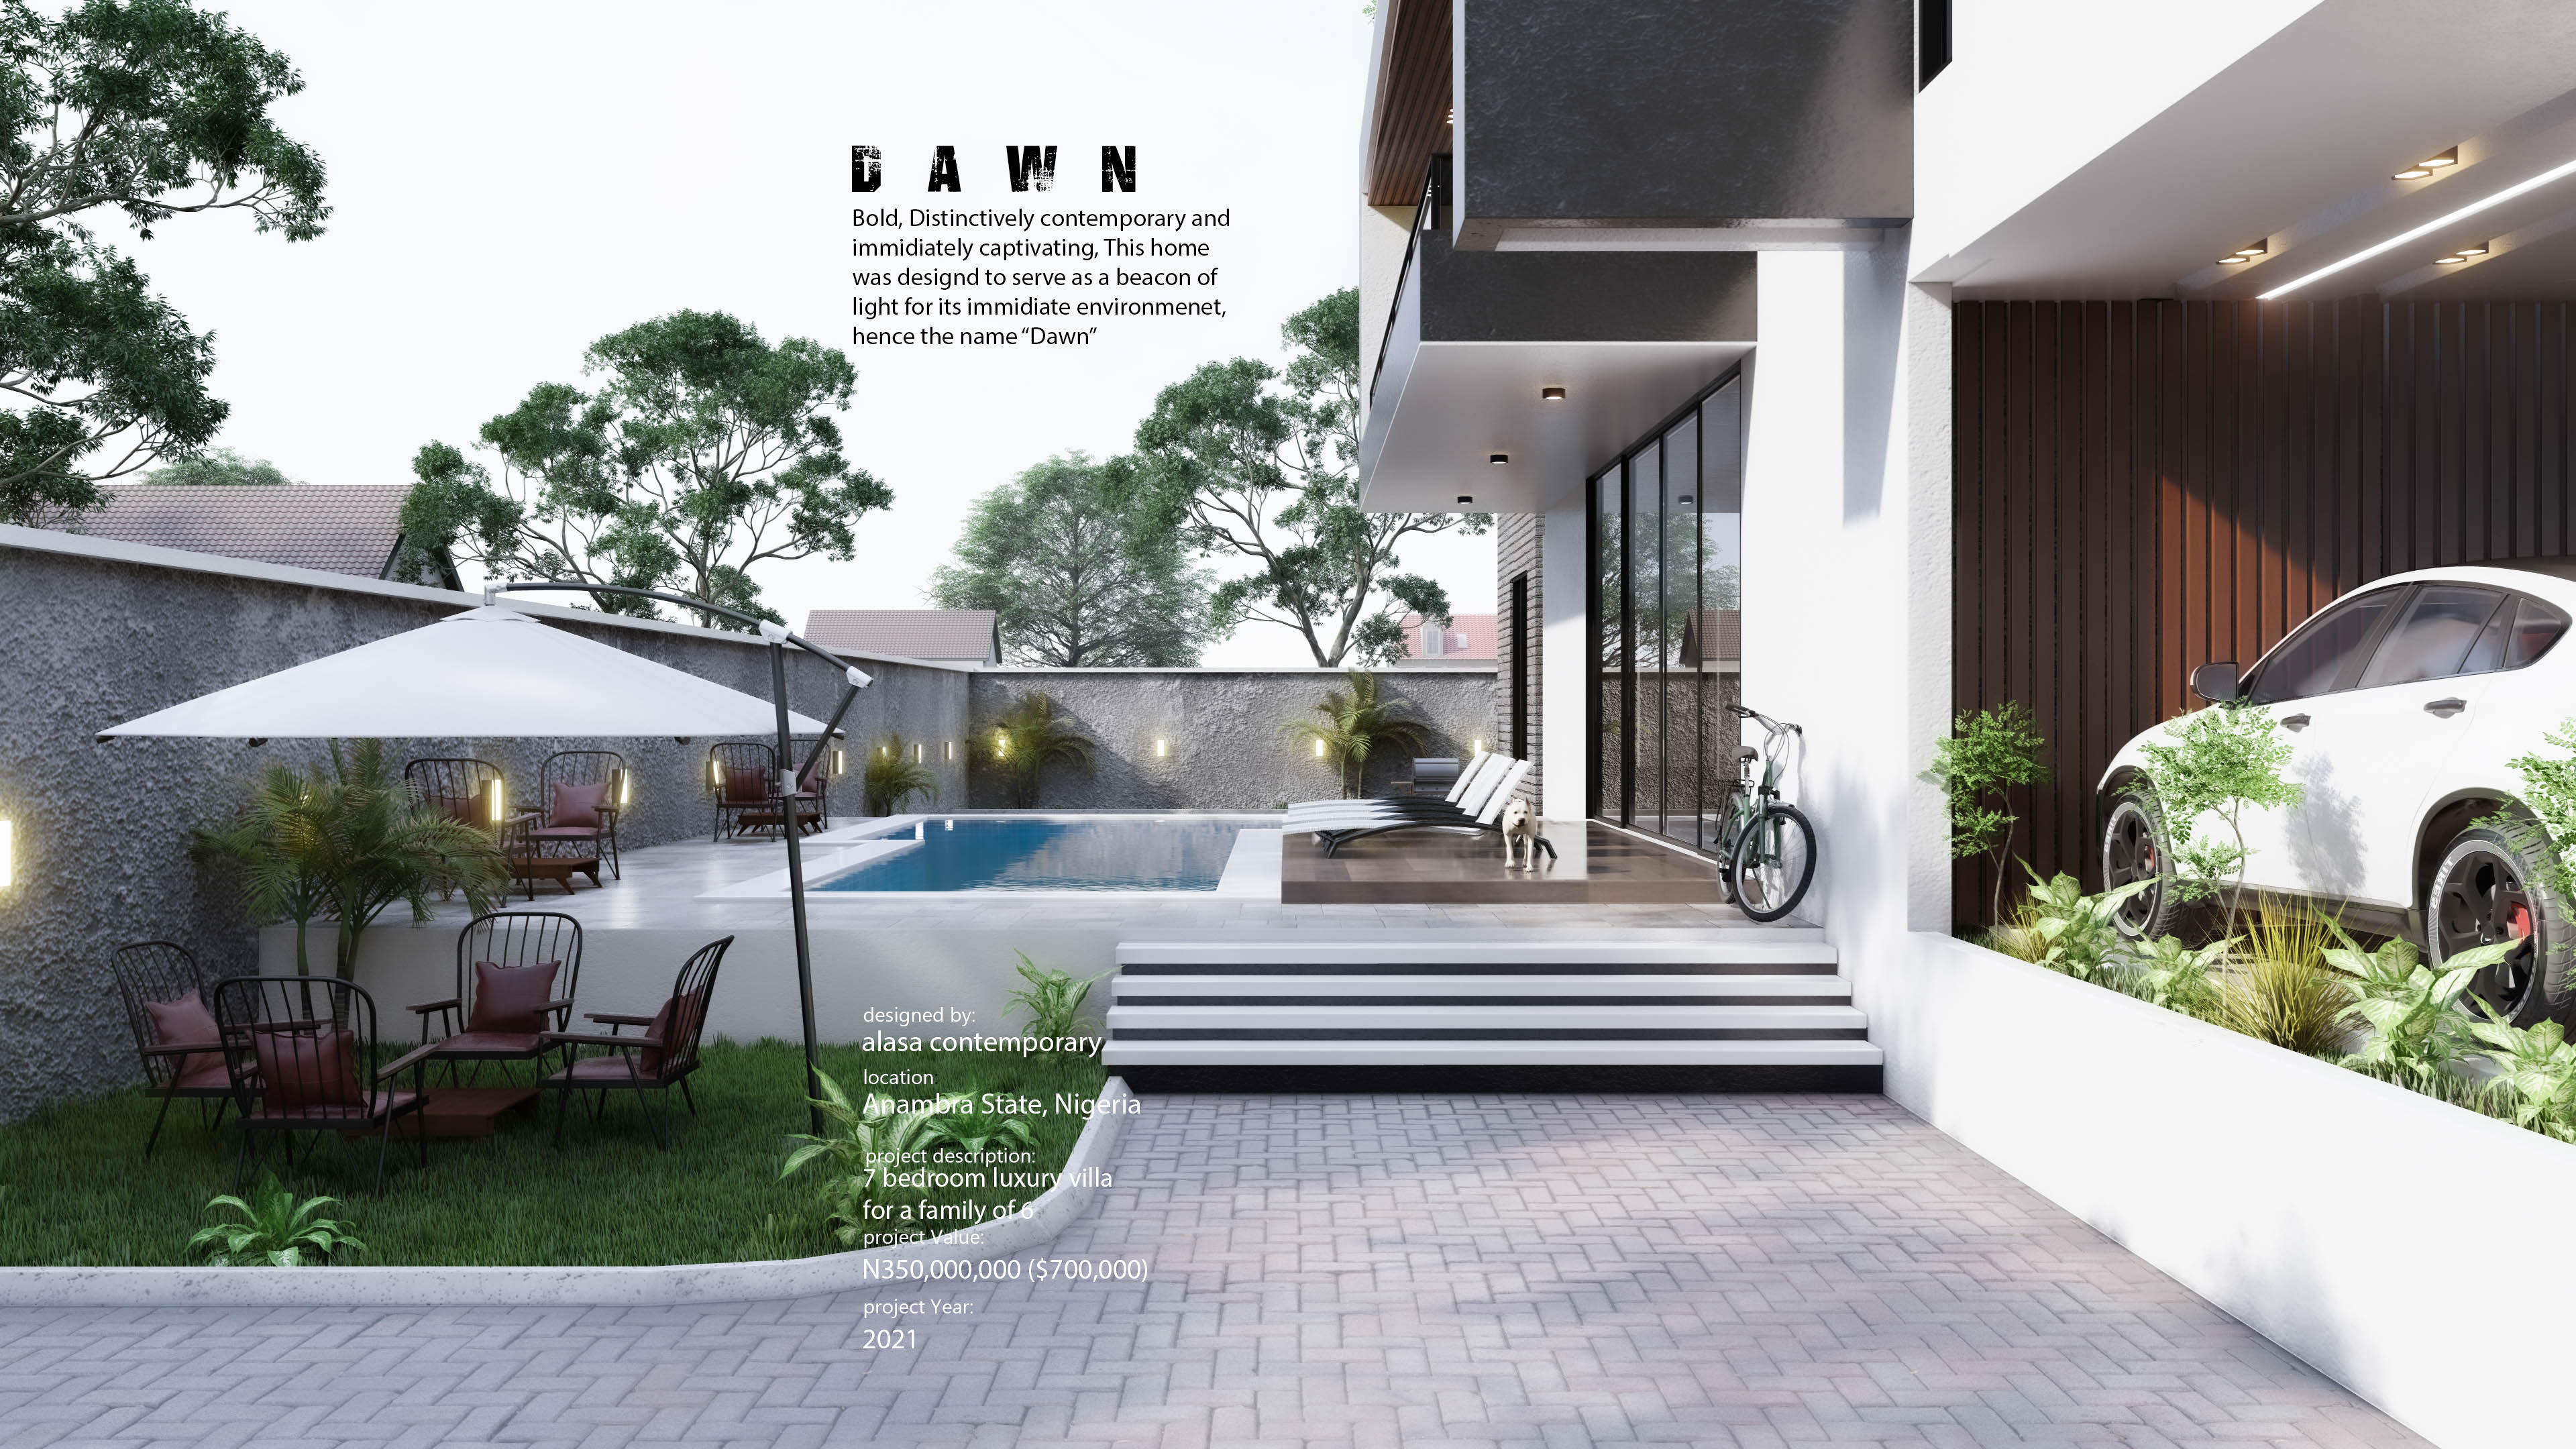 DAWN
Bold, Distinctively contemporary and
immidiately captivating, This home
was designd to serve as a beacon of
light for its immidiate environmenet,
hence the name “Dawn”
designed by:
alasa contemporary
location
Anambra State, Nigeria
project description:
7 bedroom luxury villa
for a family of 6
project Value:
N350,000,000 ($700,000)
project Year:
2021